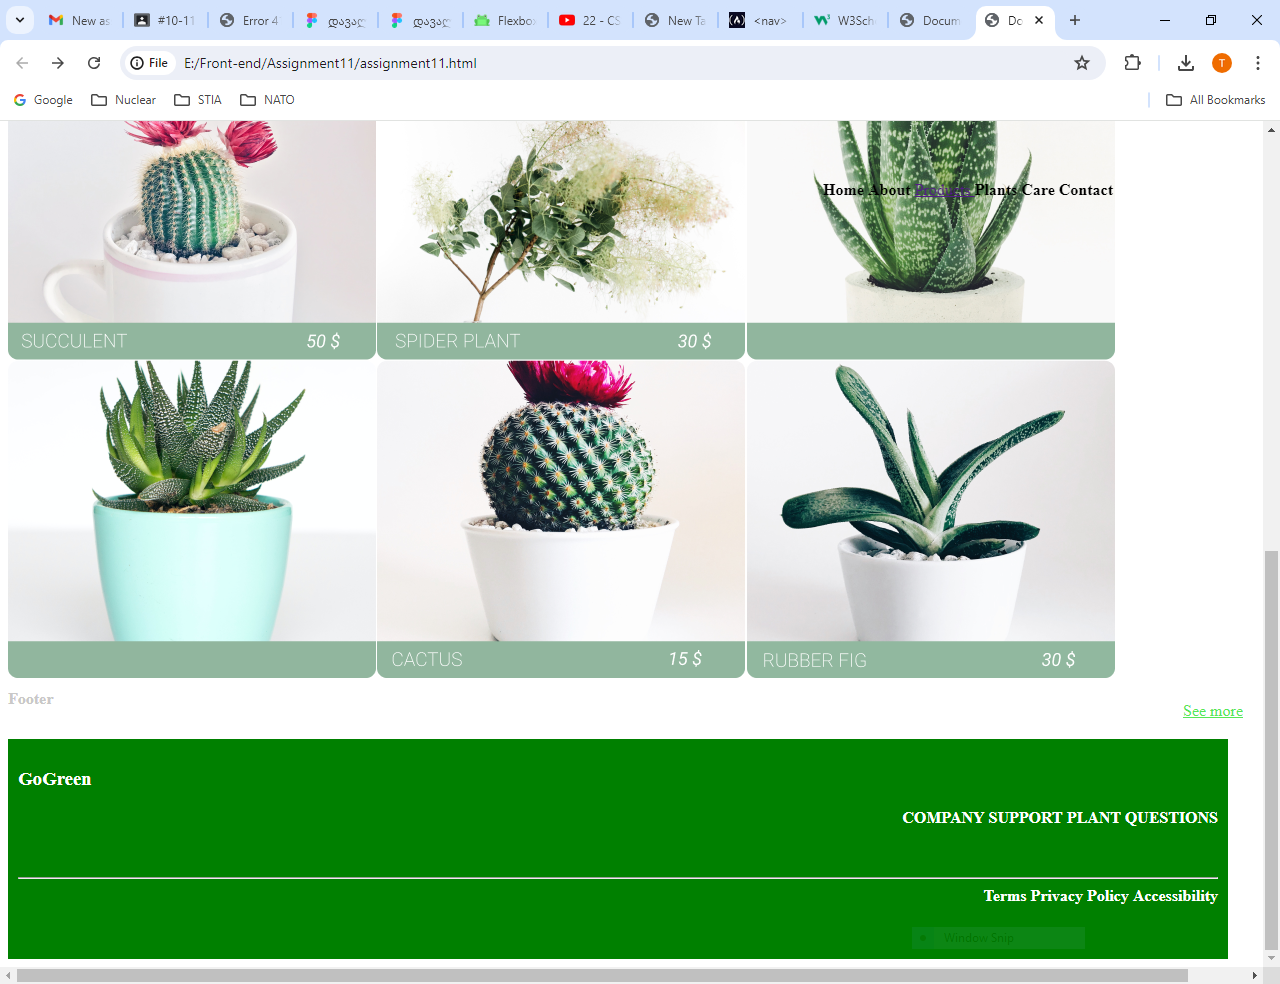 New as
#10-11
Error 4
დავალ
დავალ
Flexbo
22 - CS
New Ta
<nav>
W3Sch
Docum
Do
File
E:/Front-end/Assignment11/assignment11.html
T
Google
Nuclear
STIA
NATO
All Bookmarks
Home About Products Plants Care Contact
SUCCULENT 50 $
SPIDER PLANT 30 $
CACTUS 15 $
RUBBER FIG 30 $
Footer
See more
GoGreen
COMPANY SUPPORT PLANT QUESTIONS
Terms Privacy Policy Accessibility
Window Snip